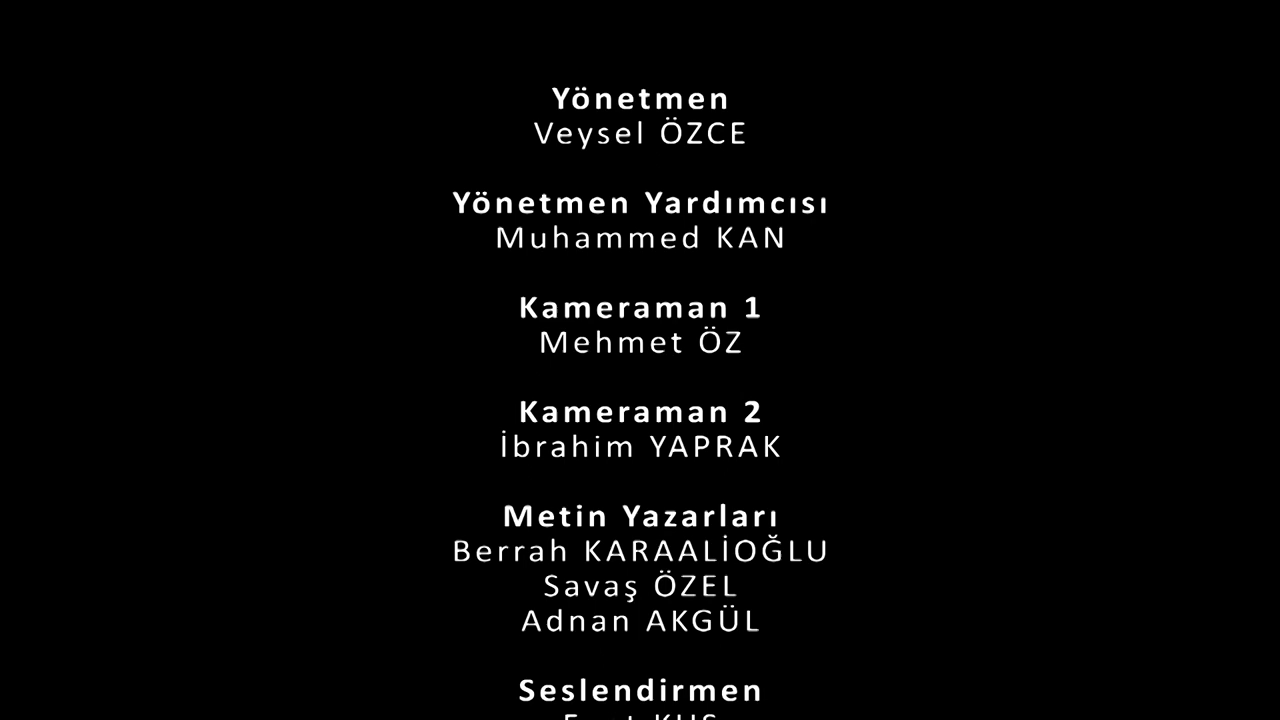 Yönetmen
Veysel ÖZCE
Yönetmen Yardımcısı
Muhammed KAN
Kameraman 1
Mehmet ÖZ
Kameraman 2
İbrahim YAPRAK
Metin Yazarları
Berrah KARAALİOĞLU
Savaş ÖZEL
Adnan AKGÜL
Seslendirmen